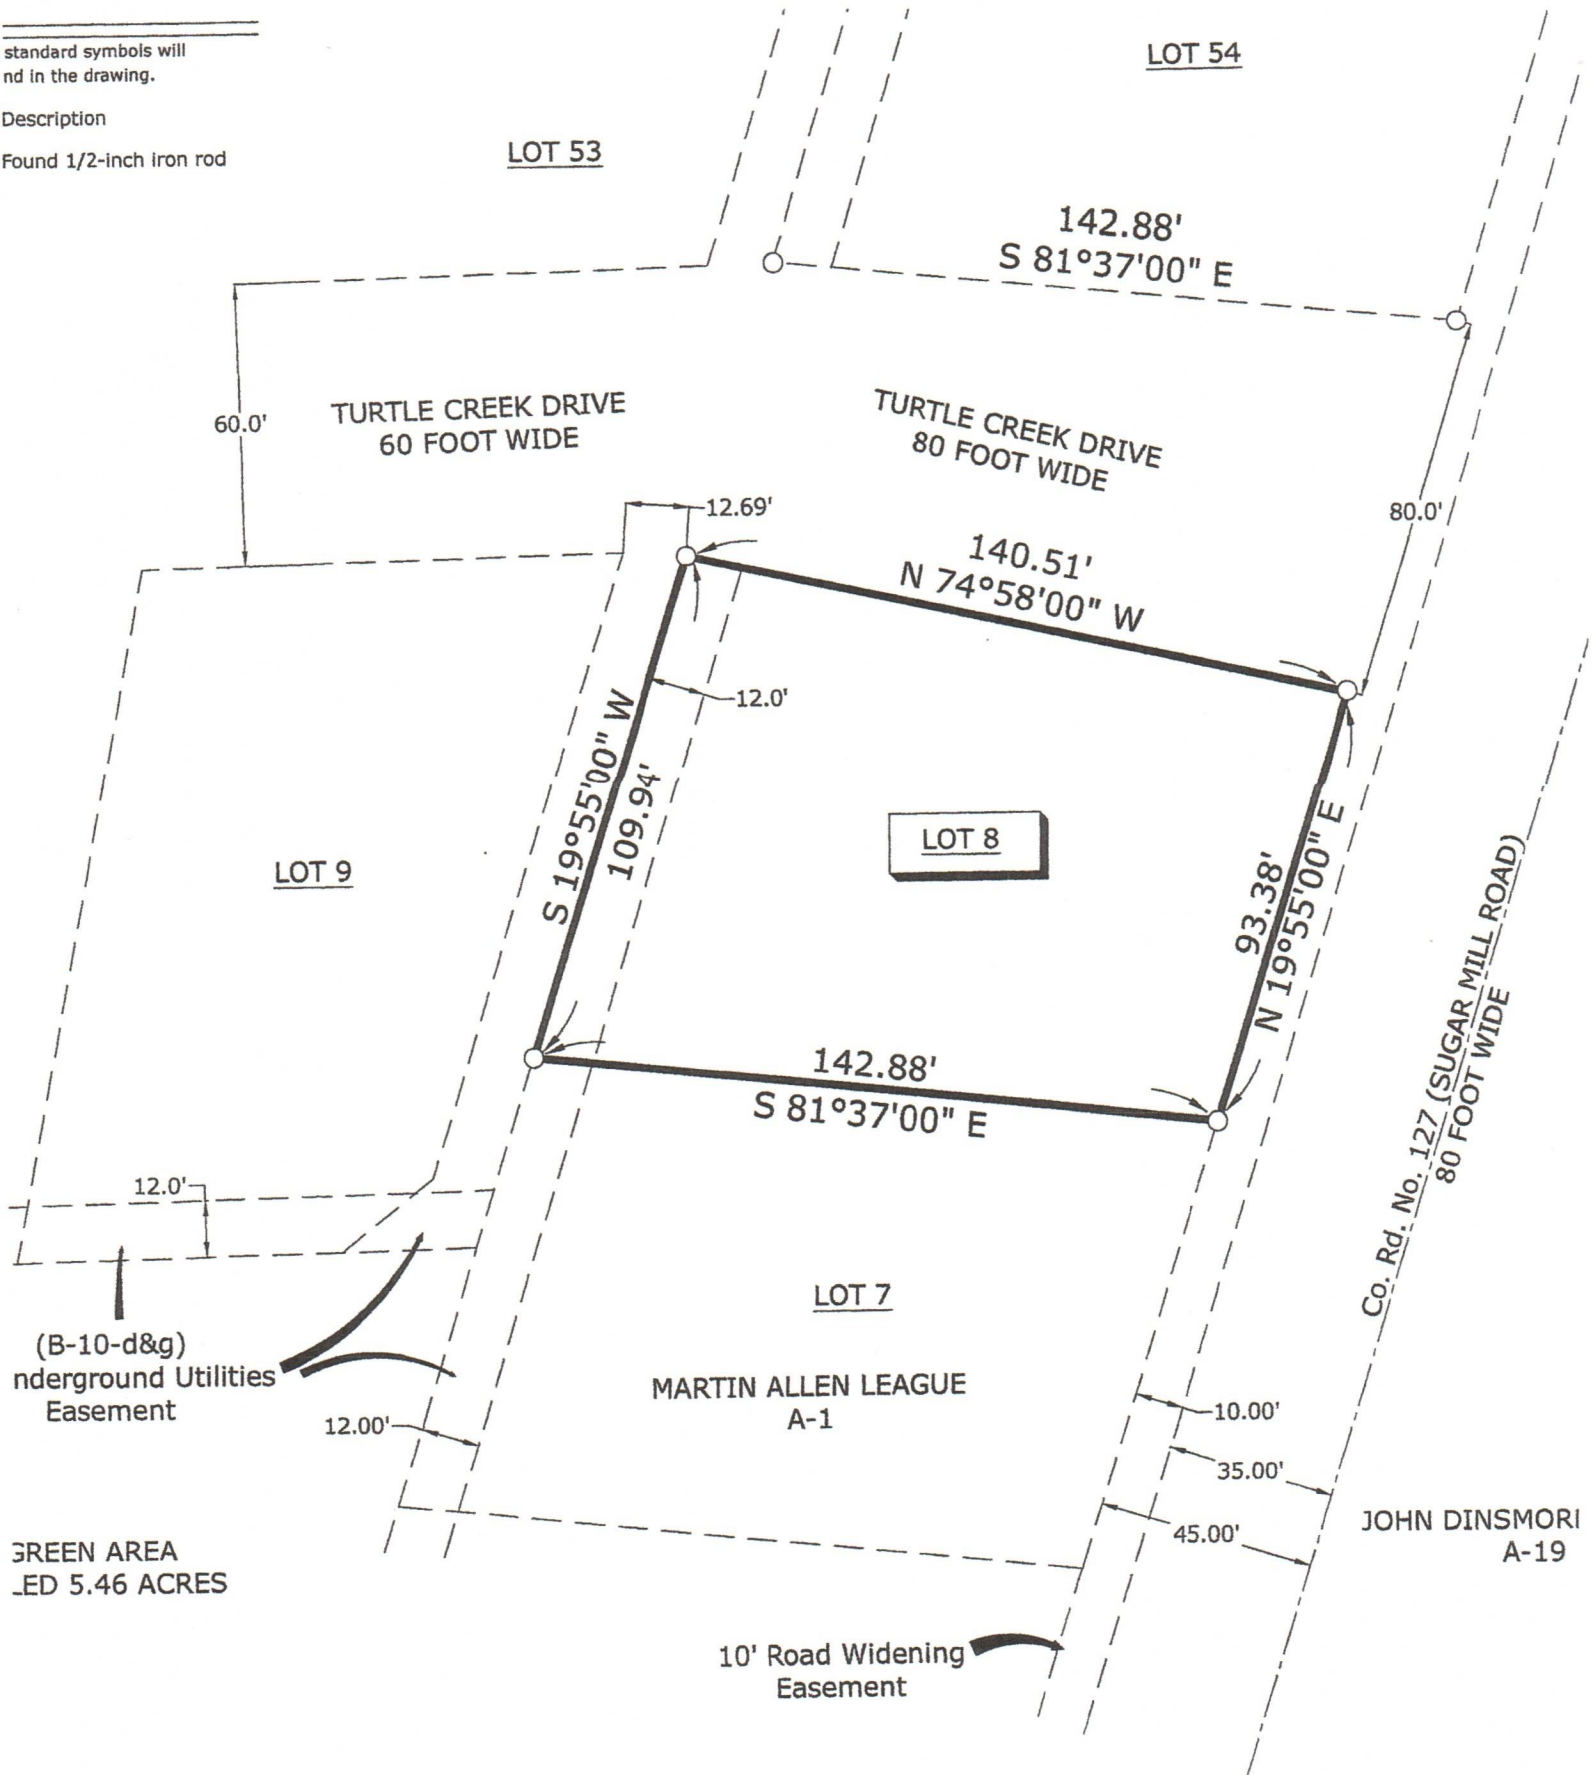 standard symbols will
nd in the drawing.
Description
Found 1/2-inch iron rod
LOT 53
LOT 54
142.88'
S 81°37'00" E
60.0'
TURTLE CREEK DRIVE
60 FOOT WIDE
TURTLE CREEK DRIVE
80 FOOT WIDE
12.69'
80.0'
140.51'
N 74°58'00" W
12.0'
S 19°55'00" W
109.94'
LOT 8
LOT 9
93.38'
N 19°55'00" E
Co. Rd. No. 127 (SUGAR MILL ROAD)
80 FOOT WIDE
142.88'
S 81°37'00" E
12.0'
LOT 7
(B-10-d&g)
nderground Utilities
Easement
MARTIN ALLEN LEAGUE
A-1
12.00'
10.00'
35.00'
45.00'
JOHN DINSMOR
A-19
GREEN AREA
ED 5.46 ACRES
10' Road Widening
Easement